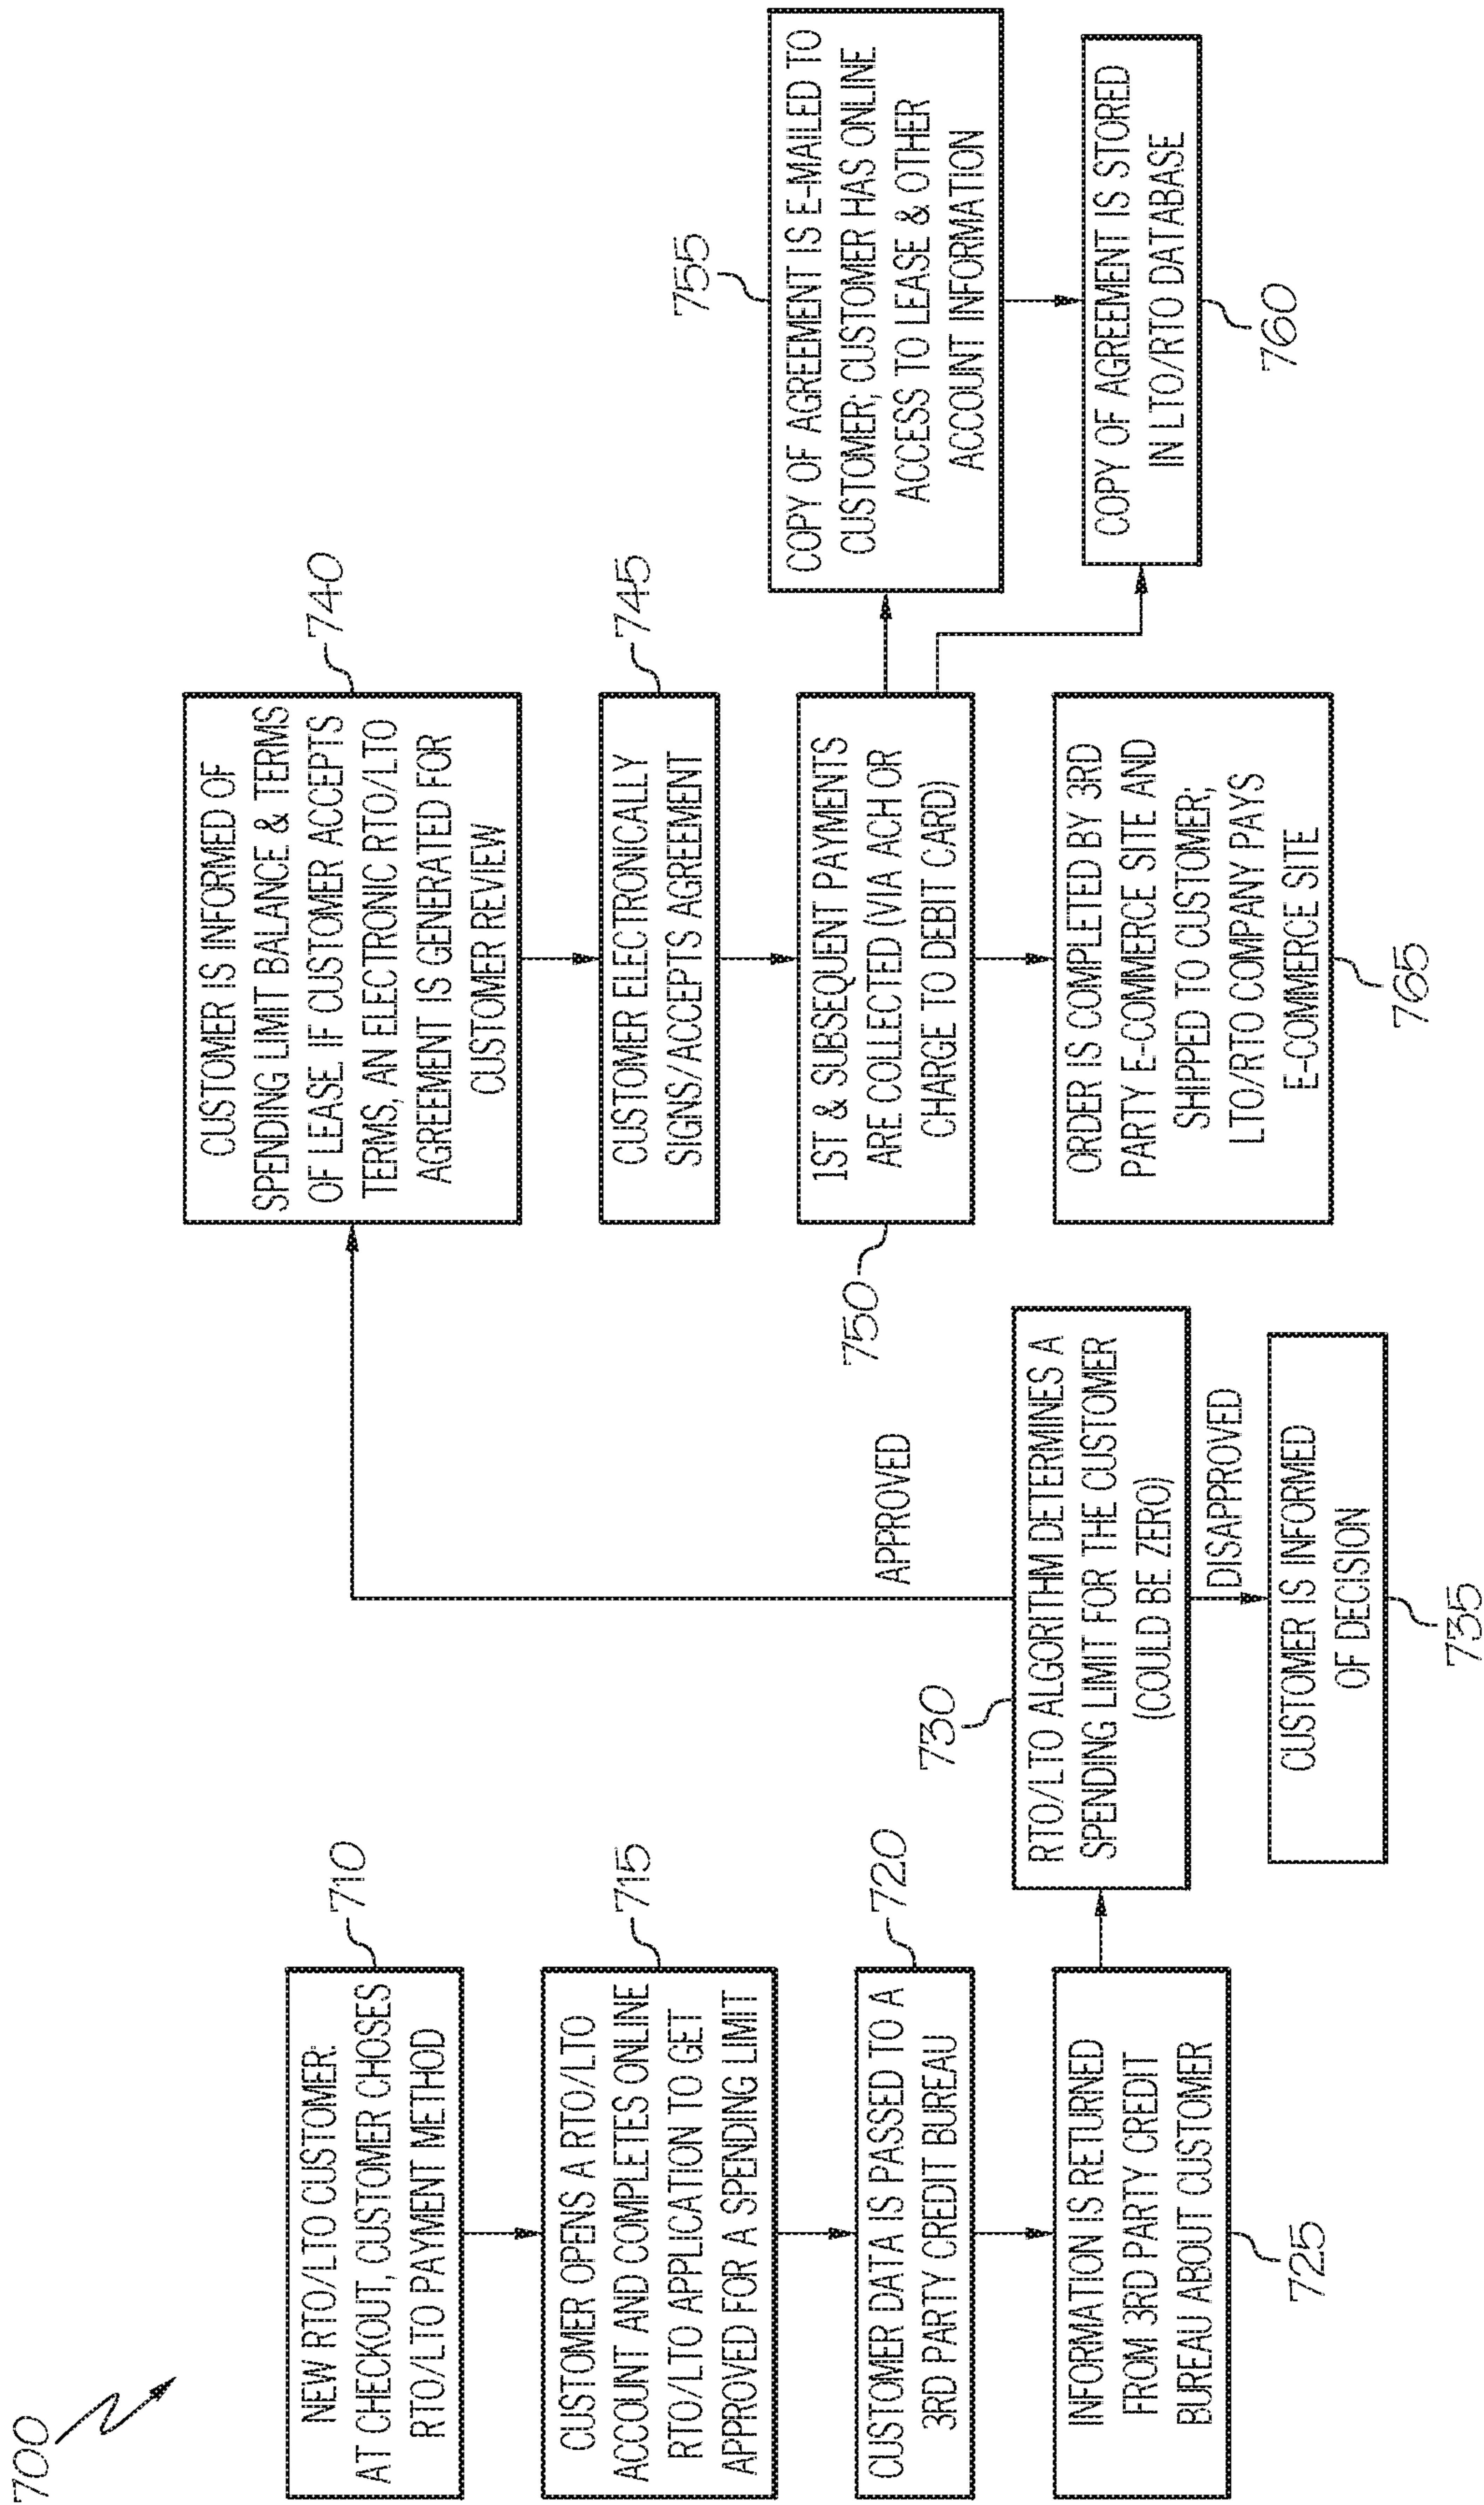 700
NEW RTO/LTO CUSTOMER.
AT CHECKOUT, CUSTOMER CHOSES
RTO/LTO PAYMENT METHOD
710
CUSTOMER OPENS A RTO/LTO
ACCOUNT AND COMPLETES ONLINE
RTO/LTO APPLICATION TO GET
APPROVED FOR A SPENDING LIMIT
715
CUSTOMER DATA IS PASSED TO A
3RD PARTY CREDIT BUREAU
720
INFORMATION IS RETURNED
FROM 3RD PARTY CREDIT
BUREAU ABOUT CUSTOMER
725
730
RTO/LTO ALGORITHM DETERMINES A
SPENDING LIMIT FOR THE CUSTOMER
(COULD BE ZERO)
APPROVED
DISAPPROVED
CUSTOMER IS INFORMED
OF DECISION
735
CUSTOMER IS INFORMED OF
SPENDING LIMIT BALANCE & TERMS
OF LEASE. IF CUSTOMER ACCEPTS
TERMS, AN ELECTRONIC RTO/LTO
AGREEMENT IS GENERATED FOR
CUSTOMER REVIEW
740
CUSTOMER ELECTRONICALLY
SIGNS/ACCEPTS AGREEMENT
745
1ST & SUBSEQUENT PAYMENTS
ARE COLLECTED (VIA ACH OR
CHARGE TO DEBIT CARD)
750
ORDER IS COMPLETED BY 3RD
PARTY E-COMMERCE SITE AND
SHIPPED TO CUSTOMER;
LTO/RTO COMPANY PAYS
E-COMMERCE SITE
765
755
COPY OF AGREEMENT IS E-MAILED TO
CUSTOMER; CUSTOMER HAS ONLINE
ACCESS TO LEASE & OTHER
ACCOUNT INFORMATION
COPY OF AGREEMENT IS STORED
IN LTO/RTO DATABASE
760